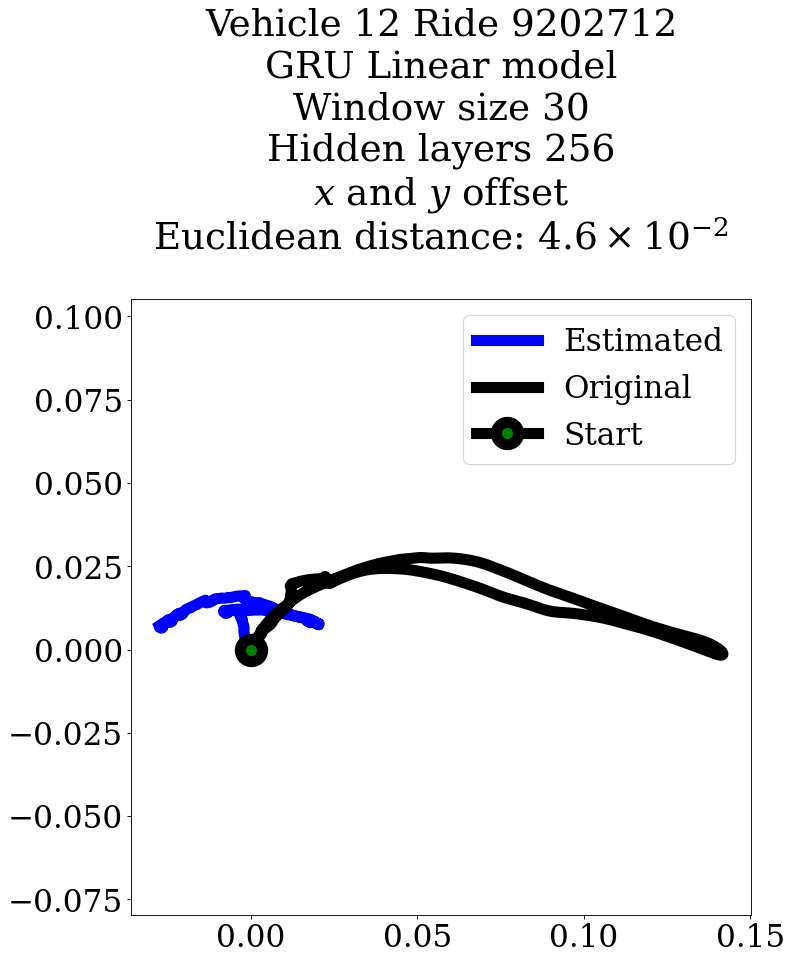 Vehicle 12 Ride 9202712
GRU Linear model
Window size 30
Hidden layers 256
x and y offset
Euclidean distance: 4.6 × 10⁻²
Estimated
Original
Start
0.100
0.075
0.050
0.025
0.000
−0.025
−0.050
−0.075
0.00 0.05 0.10 0.15